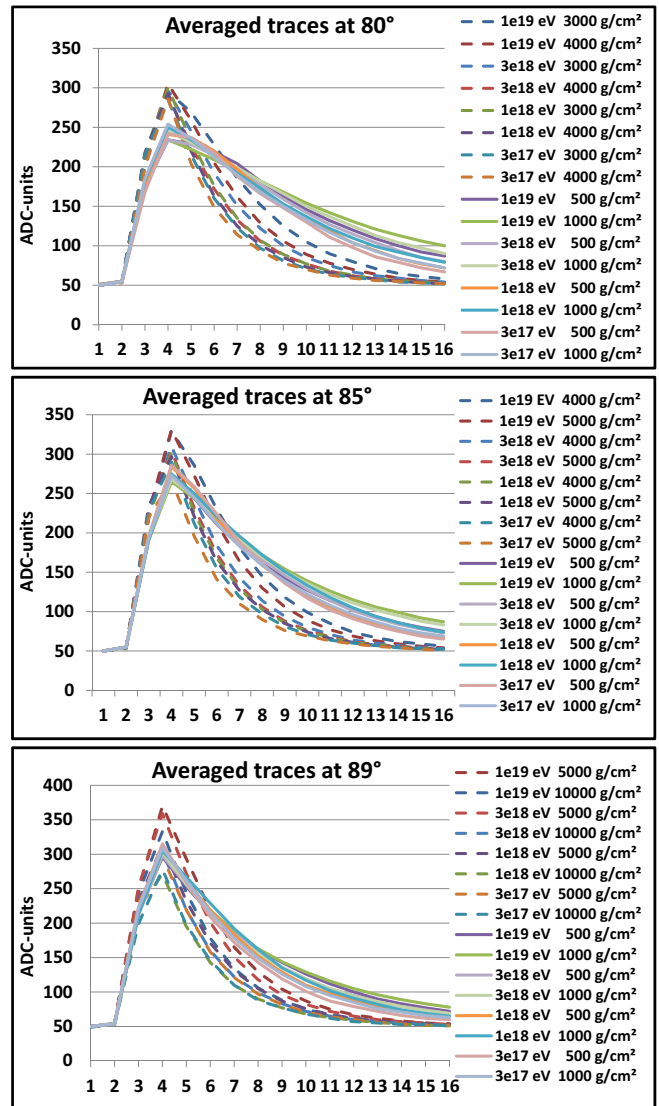 Averaged traces at 80°
350
300
250
200
150
100
50
0
ADC-units
1 2 3 4 5 6 7 8 9 10 11 12 13 14 15 16
1e19 eV 3000 g/cm²
1e19 eV 4000 g/cm²
3e18 eV 3000 g/cm²
3e18 eV 4000 g/cm²
1e18 eV 3000 g/cm²
1e18 eV 4000 g/cm²
3e17 eV 3000 g/cm²
3e17 eV 4000 g/cm²
1e19 eV 500 g/cm²
1e19 eV 1000 g/cm²
3e18 eV 500 g/cm²
3e18 eV 1000 g/cm²
1e18 eV 500 g/cm²
1e18 eV 1000 g/cm²
3e17 eV 500 g/cm²
3e17 eV 1000 g/cm²
Averaged traces at 85°
350
300
250
200
150
100
50
0
ADC-units
1 2 3 4 5 6 7 8 9 10 11 12 13 14 15 16
1e19 EV 4000 g/cm²
1e19 eV 5000 g/cm²
3e18 eV 4000 g/cm²
3e18 eV 5000 g/cm²
1e18 eV 4000 g/cm²
1e18 eV 5000 g/cm²
3e17 eV 4000 g/cm²
3e17 eV 5000 g/cm²
1e19 eV 500 g/cm²
1e19 eV 1000 g/cm²
3e18 eV 500 g/cm²
3e18 eV 1000 g/cm²
1e18 eV 500 g/cm²
1e18 eV 1000 g/cm²
3e17 eV 500 g/cm²
3e17 eV 1000 g/cm²
Averaged traces at 89°
400
350
300
250
200
150
100
50
0
ADC-units
1 2 3 4 5 6 7 8 9 10 11 12 13 14 15 16
1e19 eV 5000 g/cm²
1e19 eV 10000 g/cm²
3e18 eV 5000 g/cm²
3e18 eV 10000 g/cm²
1e18 eV 5000 g/cm²
1e18 eV 10000 g/cm²
3e17 eV 5000 g/cm²
3e17 eV 10000 g/cm²
1e19 eV 500 g/cm²
1e19 eV 1000 g/cm²
3e18 eV 500 g/cm²
3e18 eV 1000 g/cm²
1e18 eV 500 g/cm²
1e18 eV 1000 g/cm²
3e17 eV 500 g/cm²
3e17 eV 1000 g/cm²